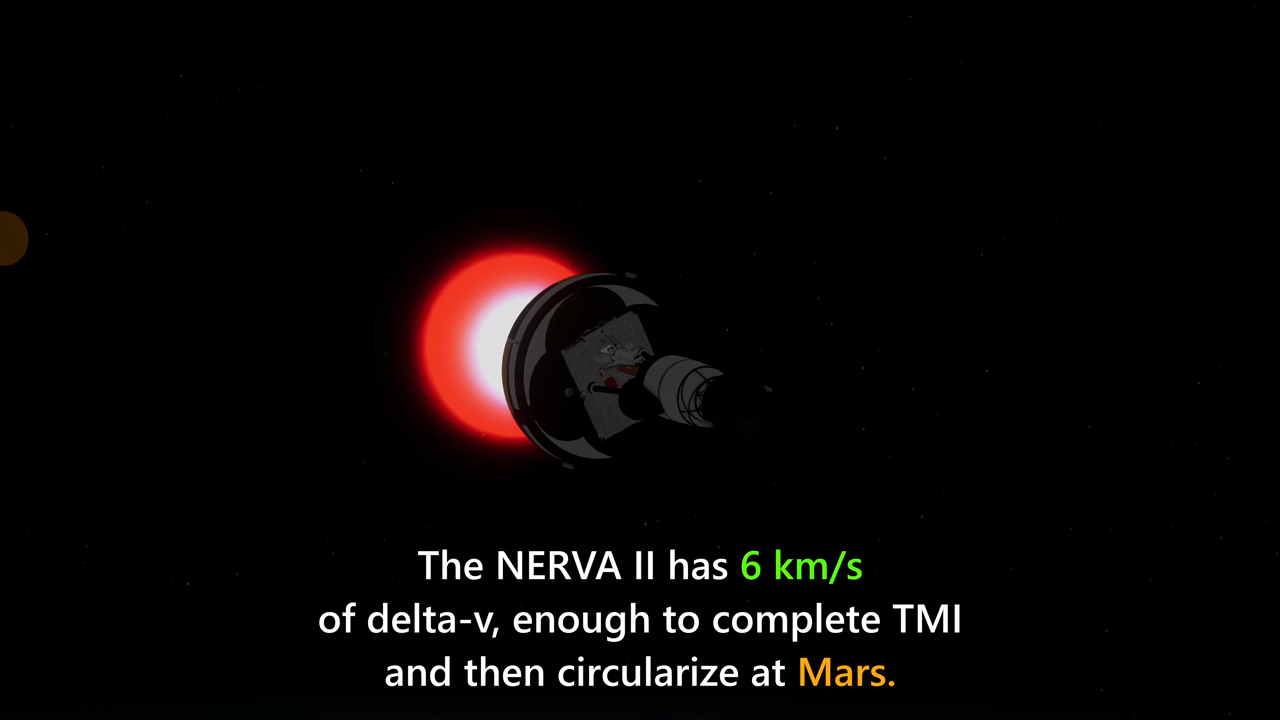 The NERVA II has 6 km/s
of delta-v, enough to complete TMI
and then circularize at Mars.